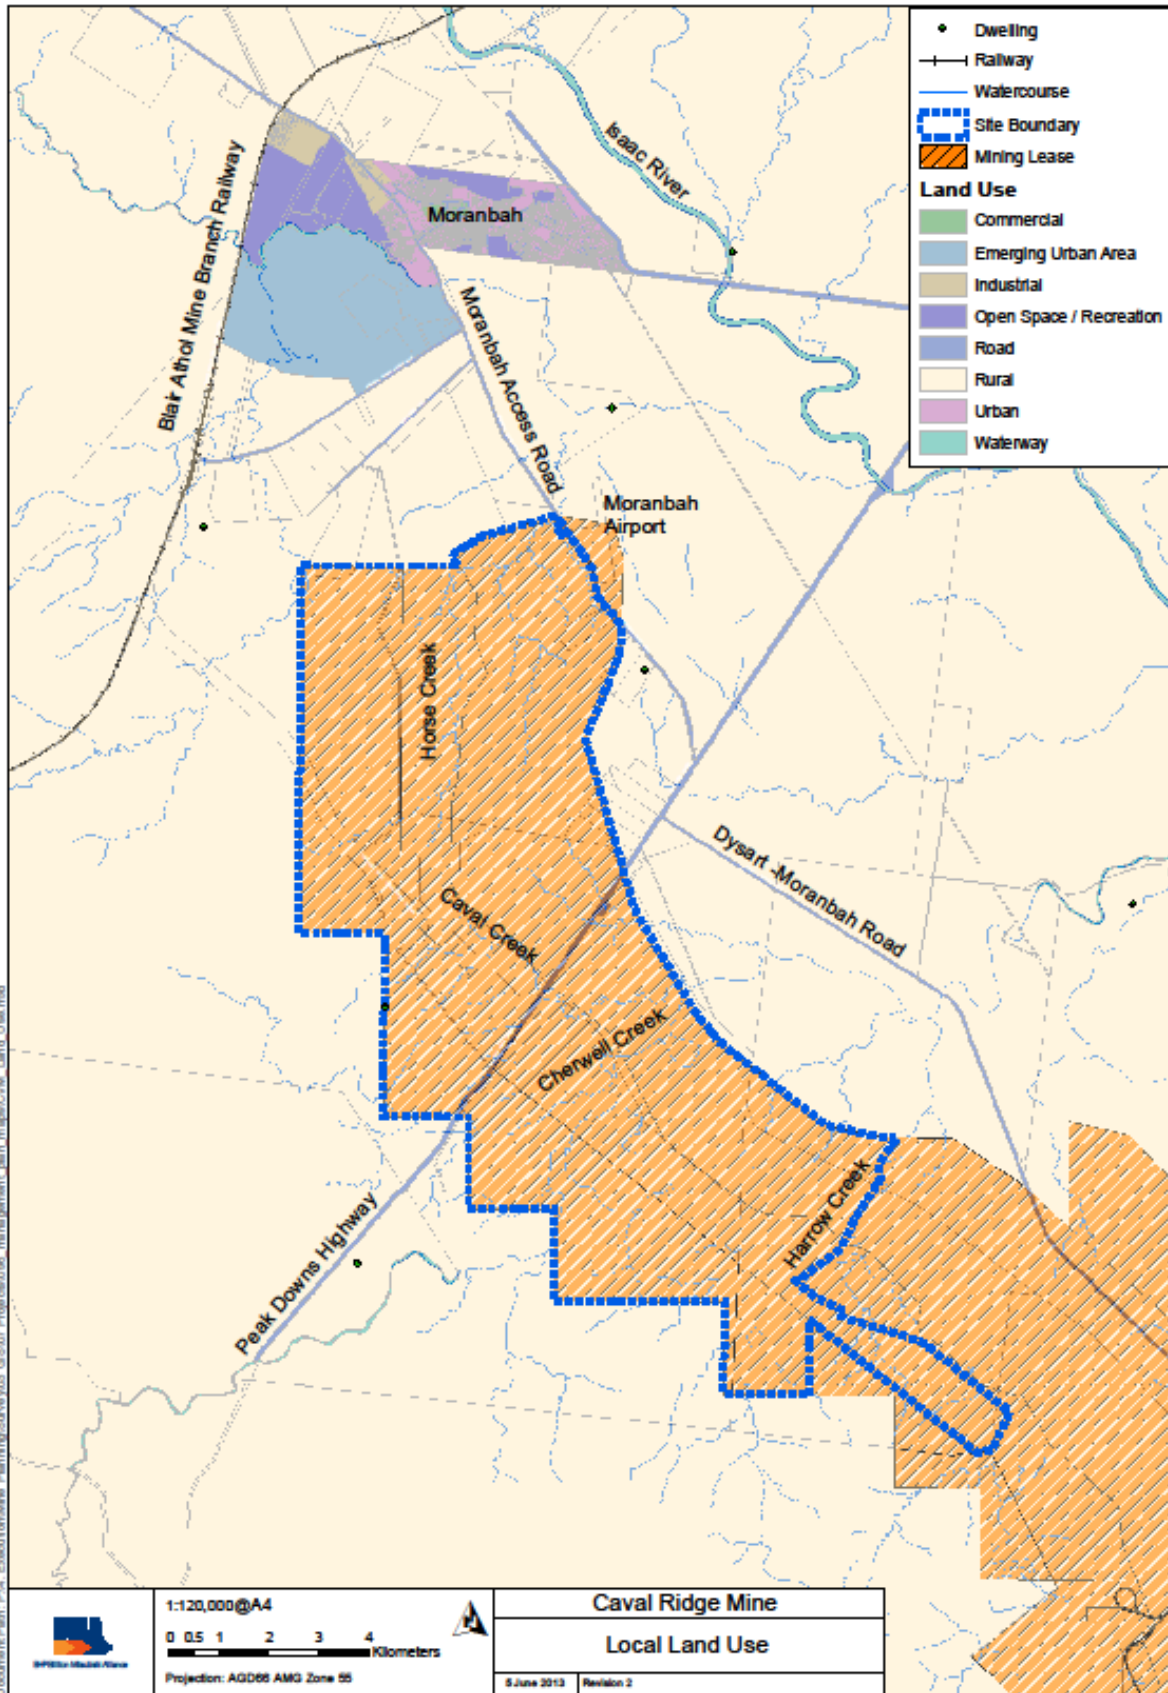 Dwelling
Railway
Watercourse
Site Boundary
Mining Lease
Land Use
Commercial
Emerging Urban Area
Industrial
Open Space / Recreation
Road
Rural
Urban
Waterway
Isaac River
Blair Athol Mine Branch Railway
Moranbah
Moranbah Access Road
Moranbah
Airport
Horse Creek
Caval Creek
Dysart -Moranbah Road
Cherwell Creek
Harrow Creek
Peak Downs Highway
1:120,000@A4
0 0.5 1 2 3 4
Kilometers
Projection: AGD66 AMG Zone 55
Caval Ridge Mine
Local Land Use
5 June 2013
Revision 2